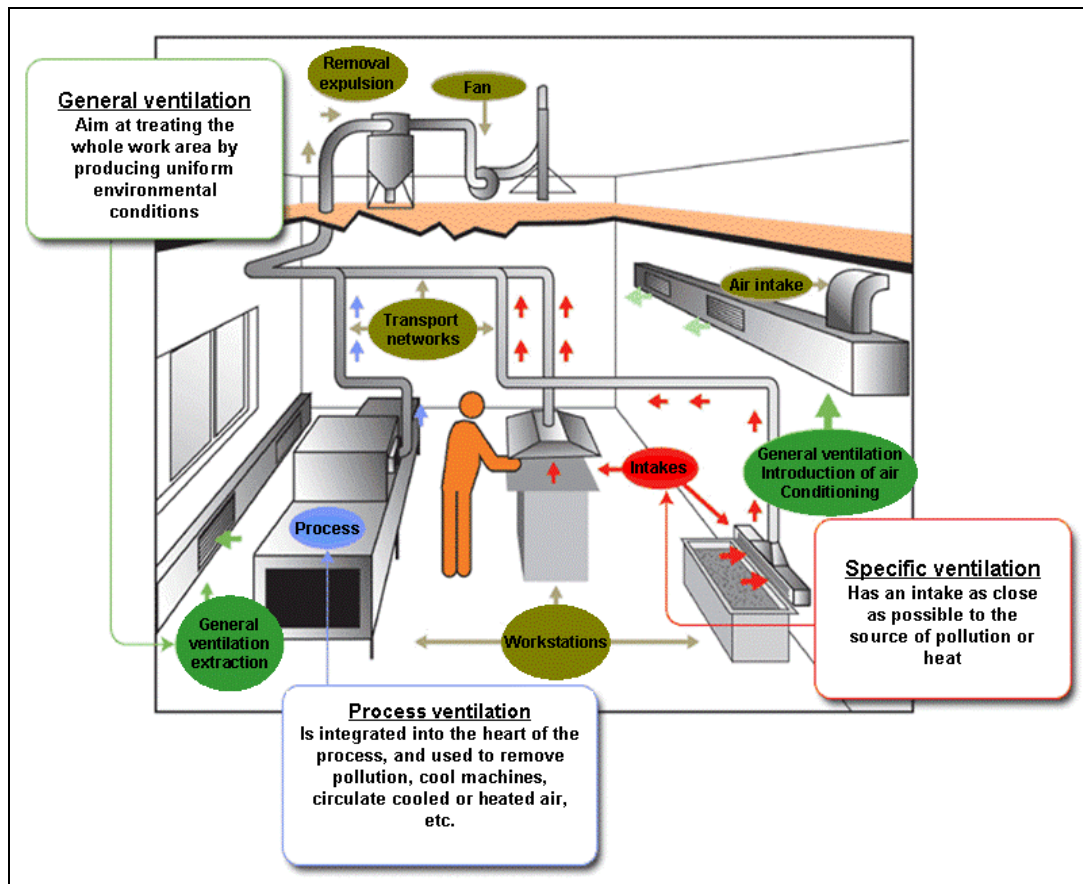 General ventilation
Aim at treating the
whole work area by
producing uniform
environmental
conditions
Removal
expulsion
Fan
Air intake
Transport
networks
General ventilation
Introduction of air
Conditioning
Intakes
Process
Specific ventilation
Has an intake as close
as possible to the
source of pollution or
heat
General
ventilation
extraction
Workstations
Process ventilation
Is integrated into the heart of the
process, and used to remove
pollution, cool machines,
circulate cooled or heated air,
etc.